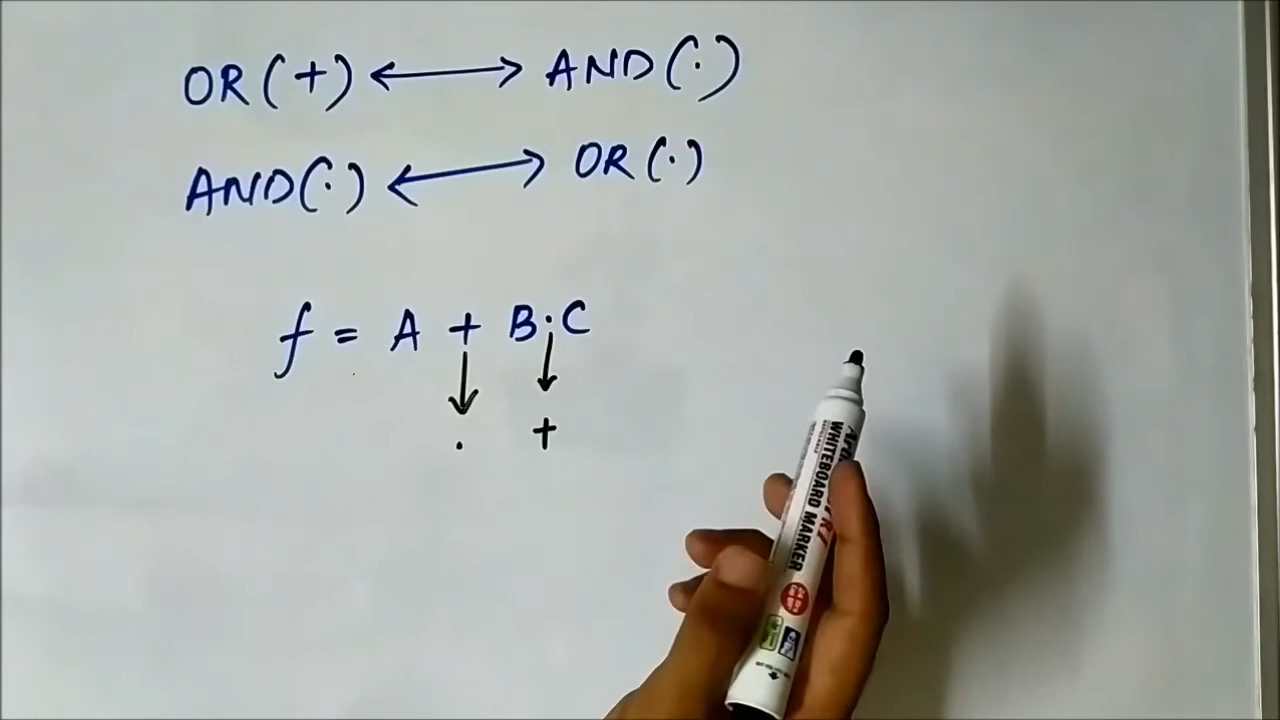 OR (+) ⟷ AND (·)
AND (·) ⟷ OR (·)
f = A + B·C
↓ ↓
· +
WHITEBOARD MARKER